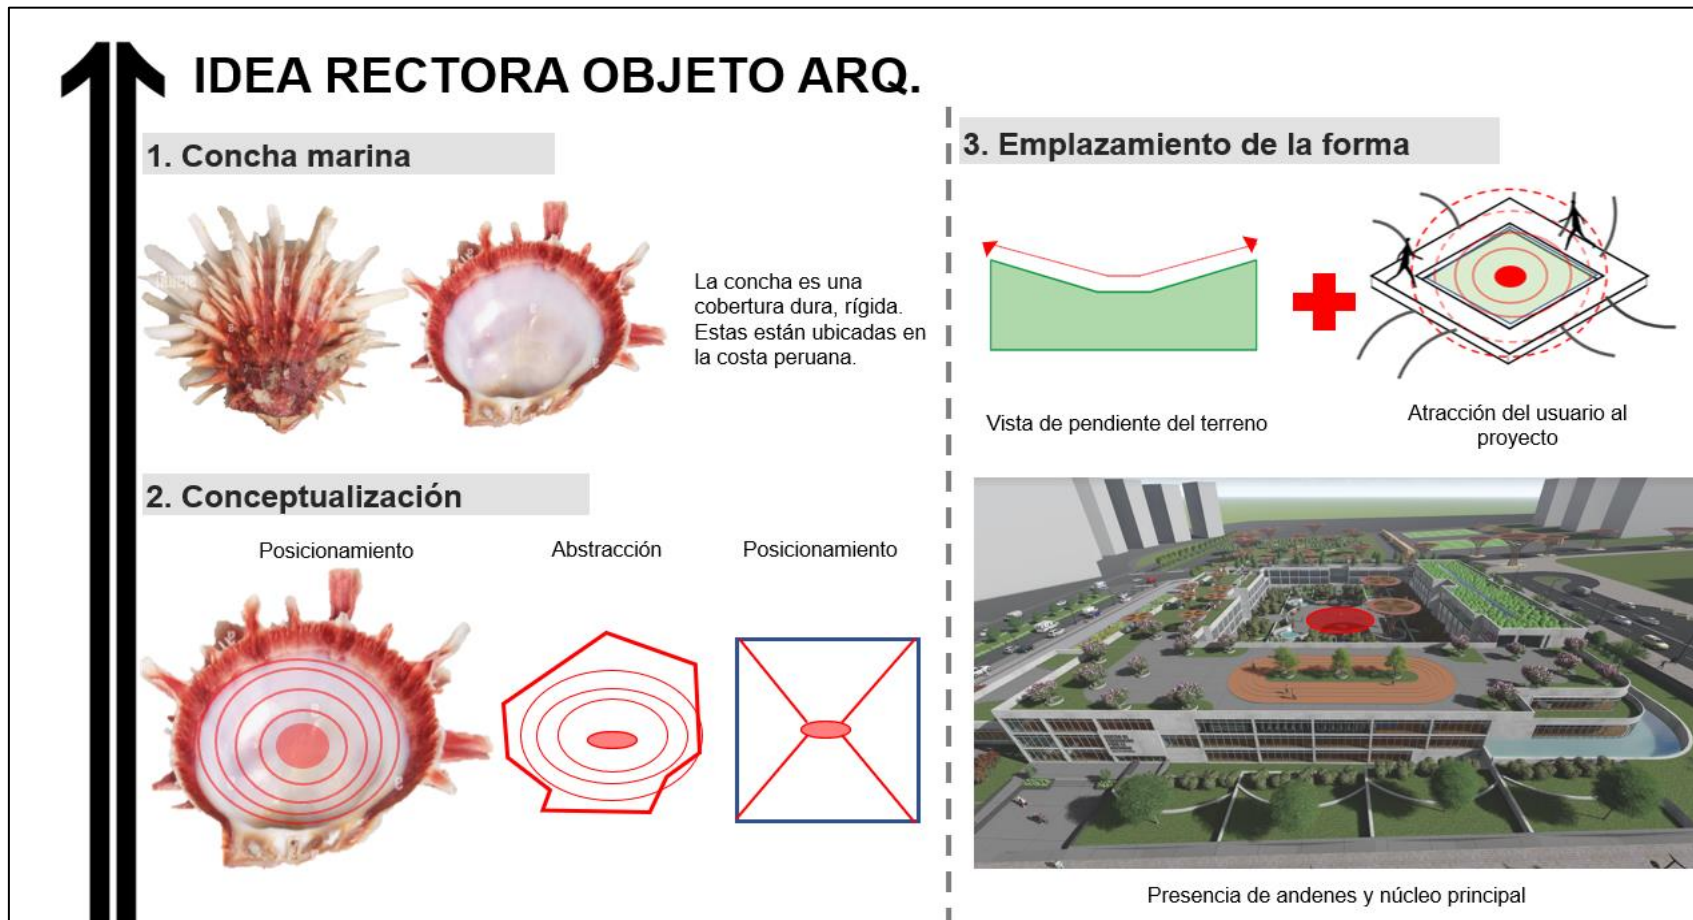 IDEA RECTORA OBJETO ARQ.
1. Concha marina
La concha es una
cobertura dura, rígida.
Estas están ubicadas en
la costa peruana.
2. Conceptualización
Posicionamiento
Abstracción
Posicionamiento
3. Emplazamiento de la forma
Vista de pendiente del terreno
Atracción del usuario al
proyecto
Presencia de andenes y núcleo principal